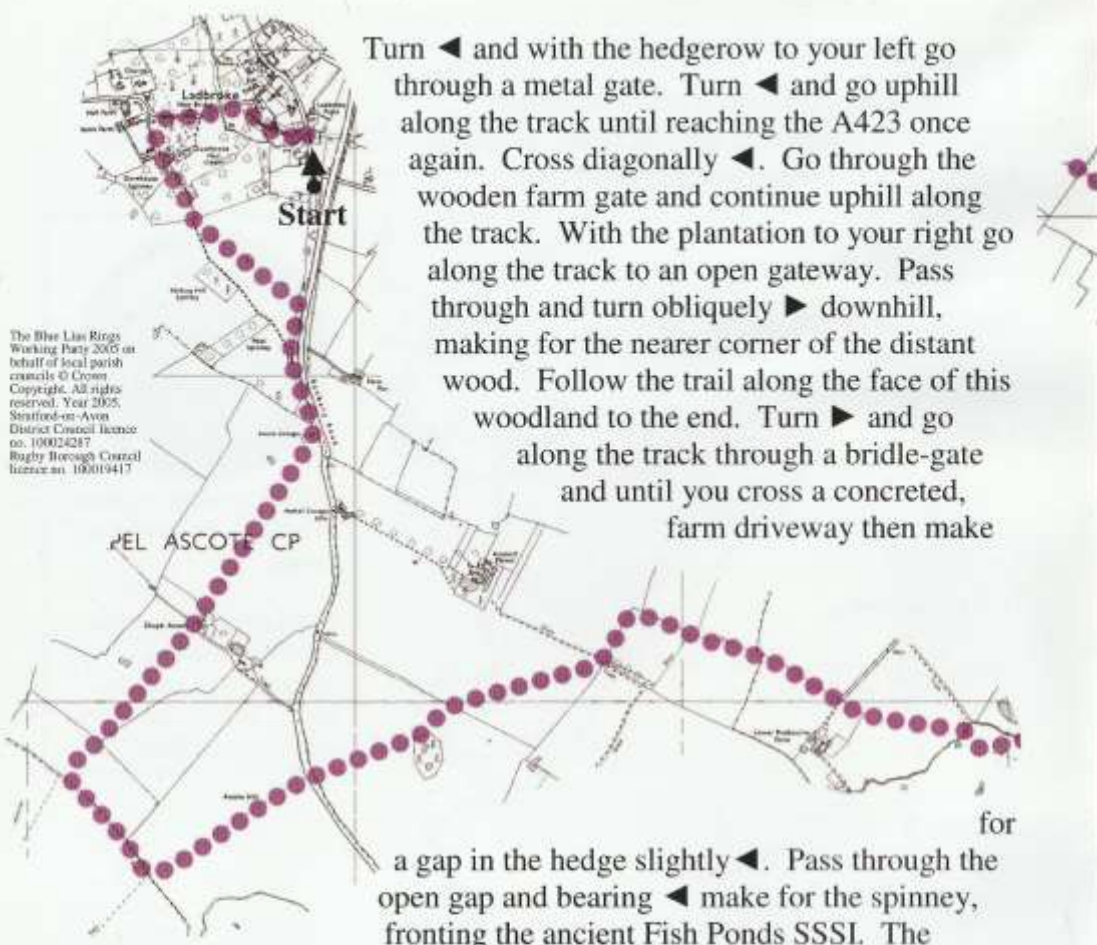 Turn ◄ and with the hedgerow to your left go
through a metal gate. Turn ◄ and go uphill
along the track until reaching the A423 once
again. Cross diagonally ◄. Go through the
wooden farm gate and continue uphill along
the track. With the plantation to your right go
along the track to an open gateway. Pass
through and turn obliquely ► downhill,
making for the nearer corner of the distant
wood. Follow the trail along the face of this
woodland to the end. Turn ► and go
along the track through a bridle-gate
and until you cross a concreted,
farm driveway then make
for
a gap in the hedge slightly◄. Pass through the
open gap and bearing ◄ make for the spinney,
fronting the ancient Fish Ponds SSSI. The
Ladbroke
Start
The Blue Lias Rings
Working Party 2005 on
behalf of local parish
councils © Crown
Copyright. All rights
reserved. Year 2005.
Stratford-on-Avon
District Council licence
no. 100024287
Rugby Borough Council
licence no. 100019417
PEL ASCOTE CP